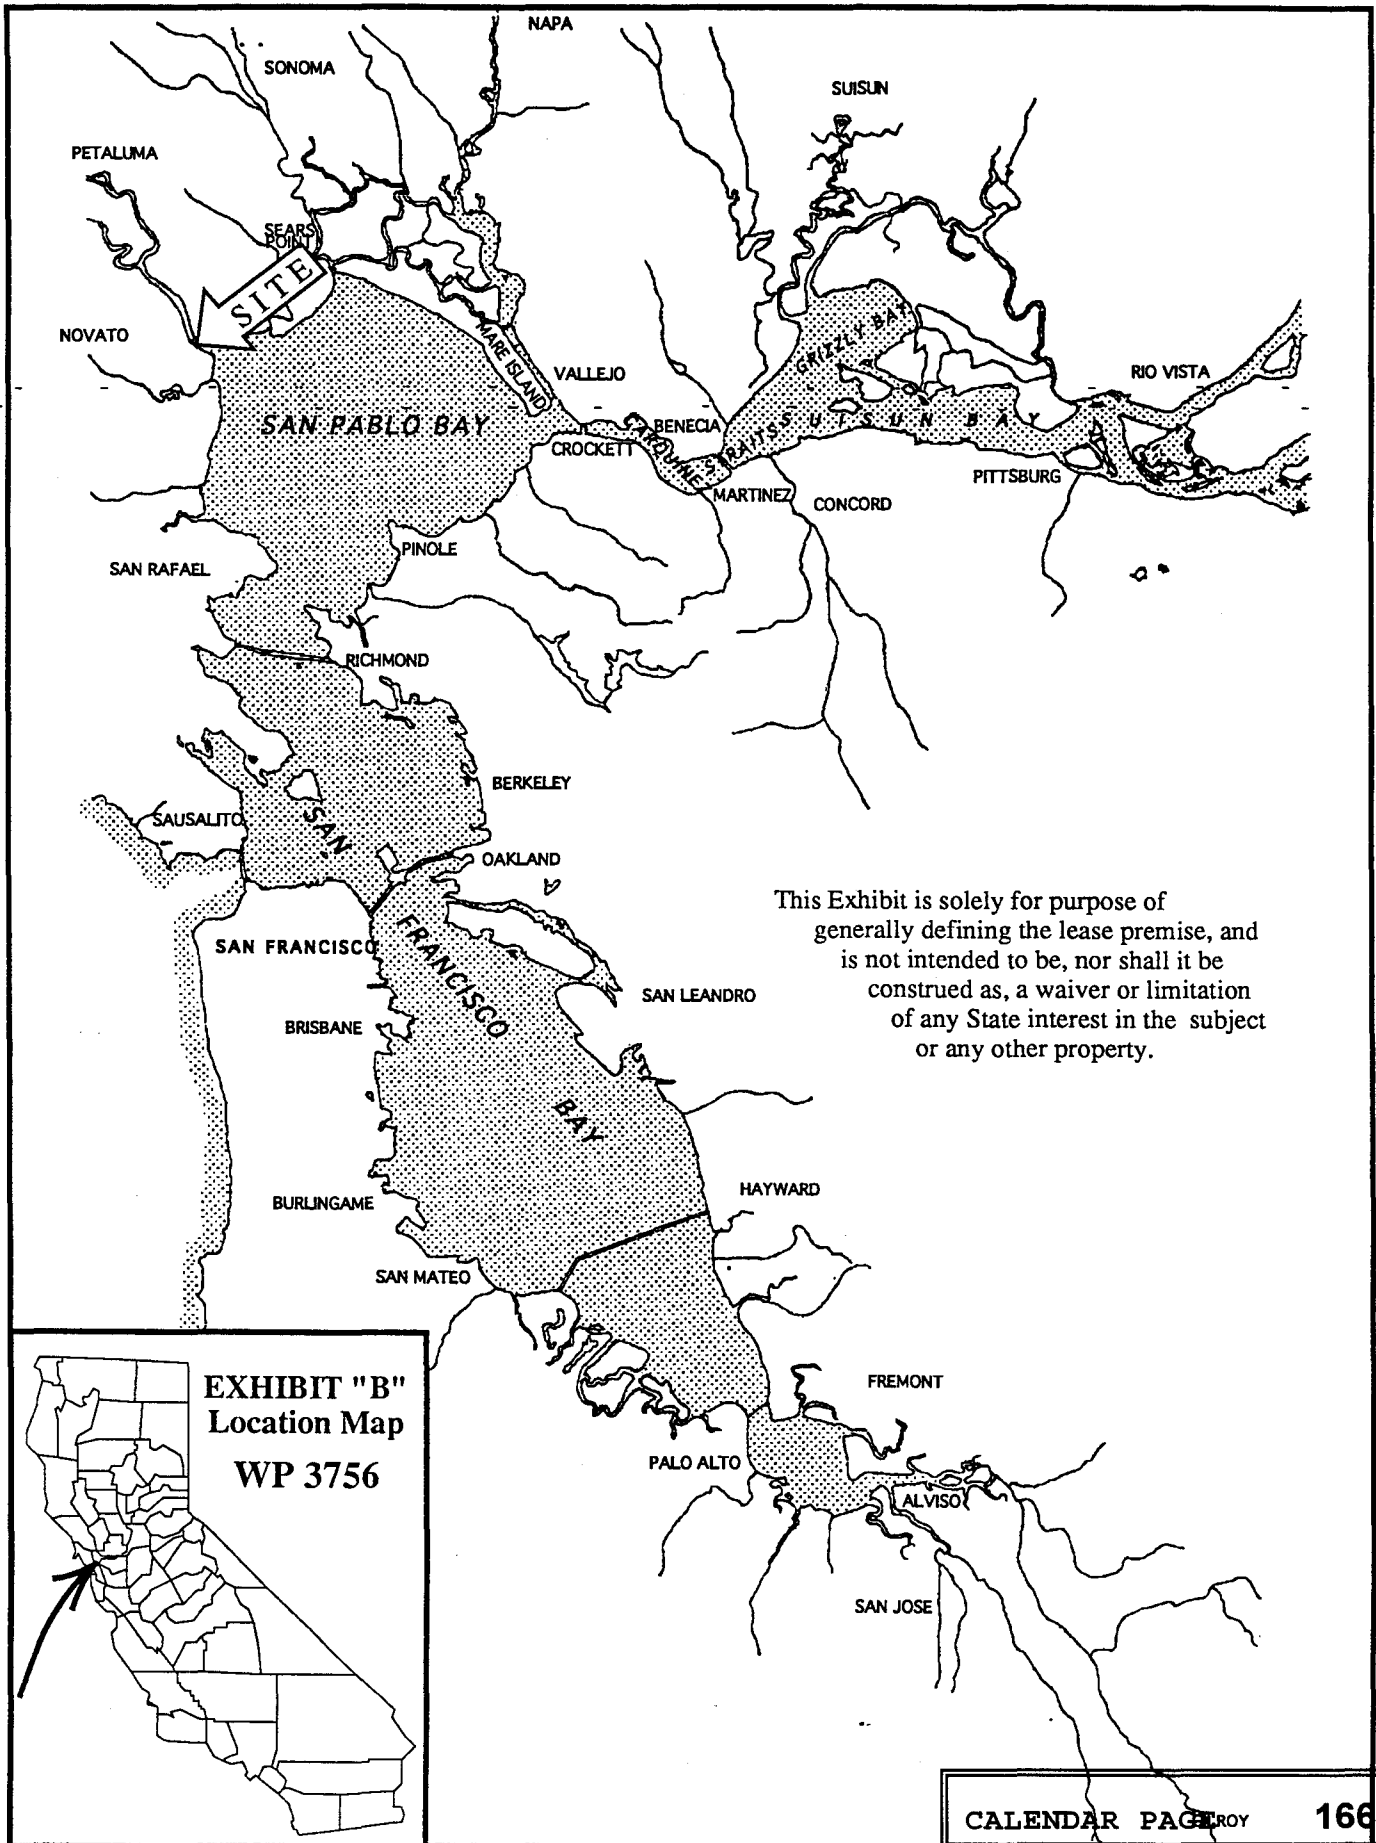 NAPA
SONOMA
SUISUN
PETALUMA
SEARS
POINT
SITE
NOVATO
MARE ISLAND
GRIZZLY BAY
VALLEJO
RIO VISTA
SAN PABLO BAY
BENECIA
SUISUN BAY
CROCKETT
CARQUINEZ STRAITS
PITTSBURG
MARTINEZ
CONCORD
PINOLE
SAN RAFAEL
RICHMOND
BERKELEY
SAUSALITO
OAKLAND
SAN FRANCISCO BAY
This Exhibit is solely for purpose of
generally defining the lease premise, and
is not intended to be, nor shall it be
construed as, a waiver or limitation
of any State interest in the subject
or any other property.
SAN FRANCISCO
SAN LEANDRO
BRISBANE
HAYWARD
BURLINGAME
SAN MATEO
FREMONT
PALO ALTO
ALVISO
SAN JOSE
EXHIBIT "B"
Location Map
WP 3756
CALENDAR PAGE 166